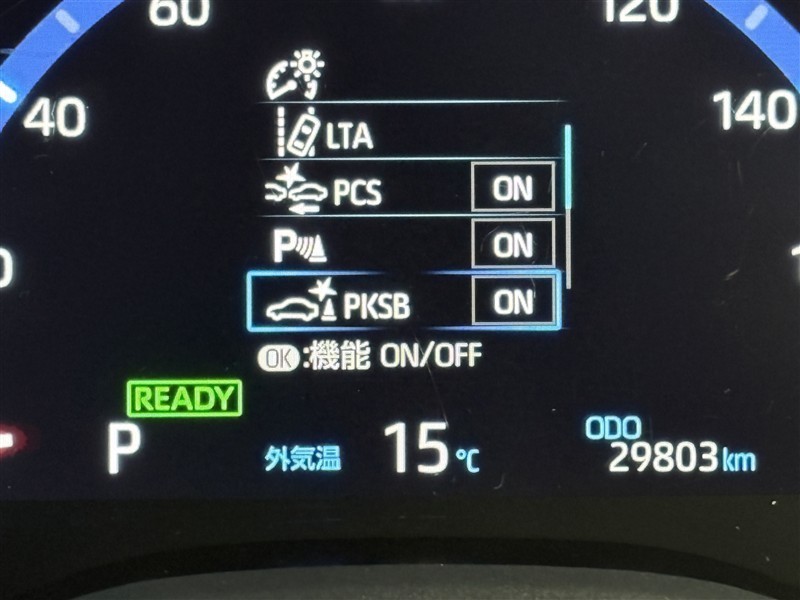 60
120
40
140
LTA
PCS ON
P ON
PKSB ON
OK:機能 ON/OFF
READY
P
外気温 15℃
ODO
29803km